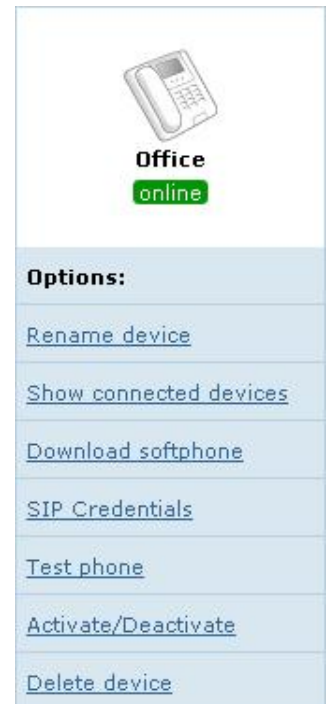 Office
online
Options:
Rename device
Show connected devices
Download softphone
SIP Credentials
Test phone
Activate/Deactivate
Delete device